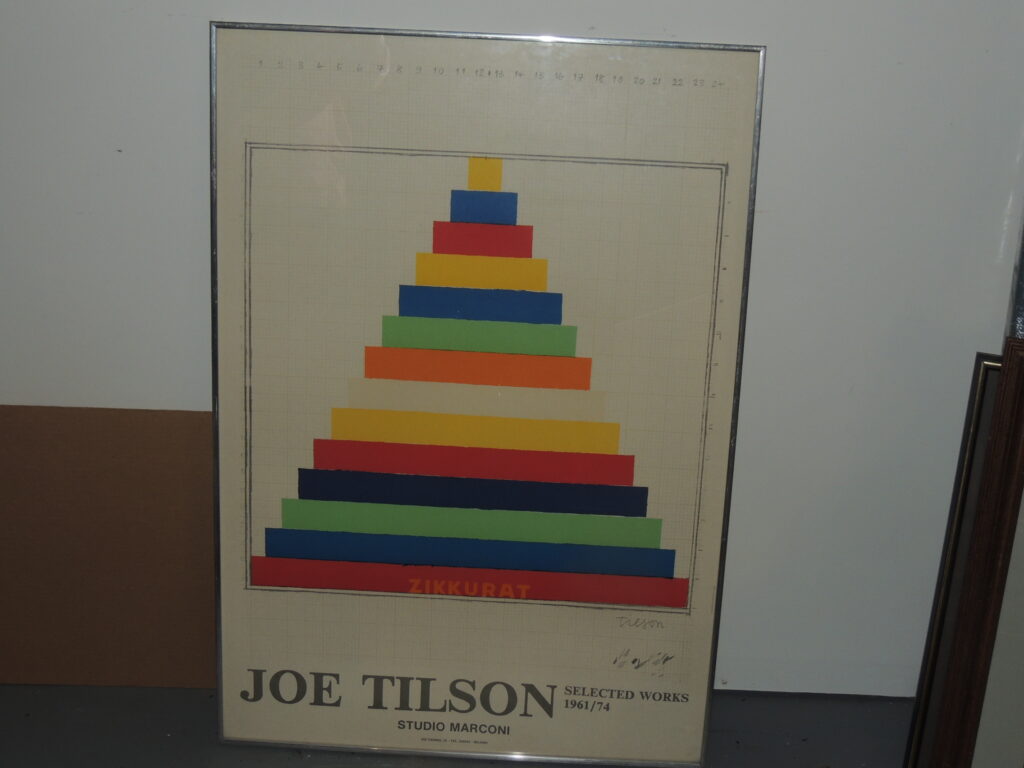 1 2 3 4 5 6 7 8 9 10 11 12 13 14 15 16 17 18 19 20 21 22 23 24
ZIKKURAT
tilson
JOE TILSON SELECTED WORKS
1961/74
STUDIO MARCONI